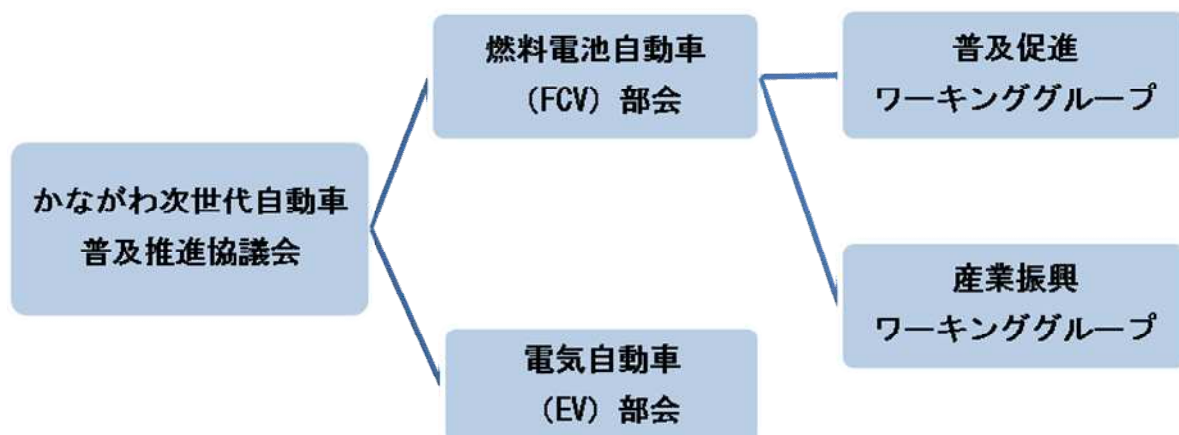 かながわ次世代自動車
普及推進協議会
燃料電池自動車
（FCV）部会
電気自動車
（EV）部会
普及促進
ワーキンググループ
産業振興
ワーキンググループ